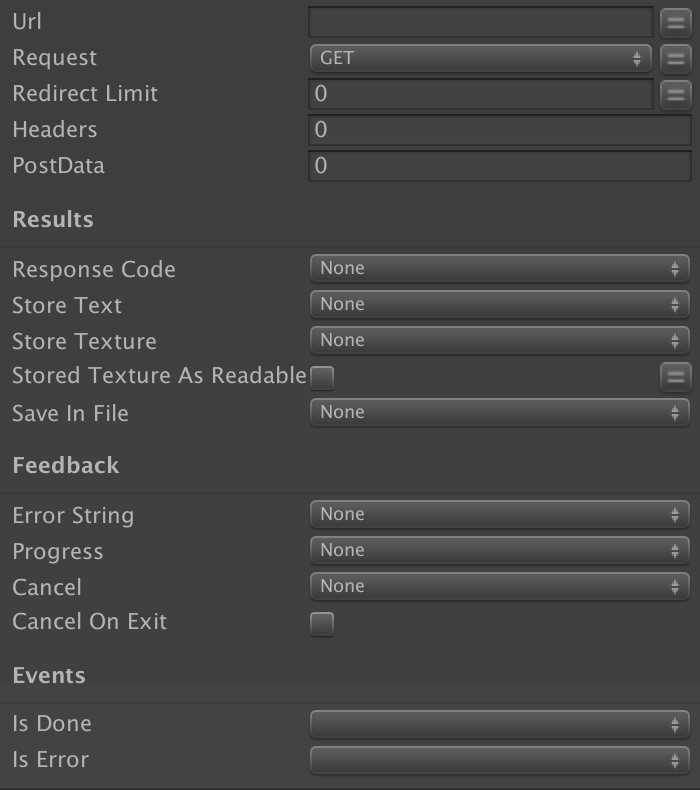 Url
Request GET
Redirect Limit 0
Headers 0
PostData 0
Results
Response Code None
Store Text None
Store Texture None
Stored Texture As Readable
Save In File None
Feedback
Error String None
Progress None
Cancel None
Cancel On Exit
Events
Is Done
Is Error